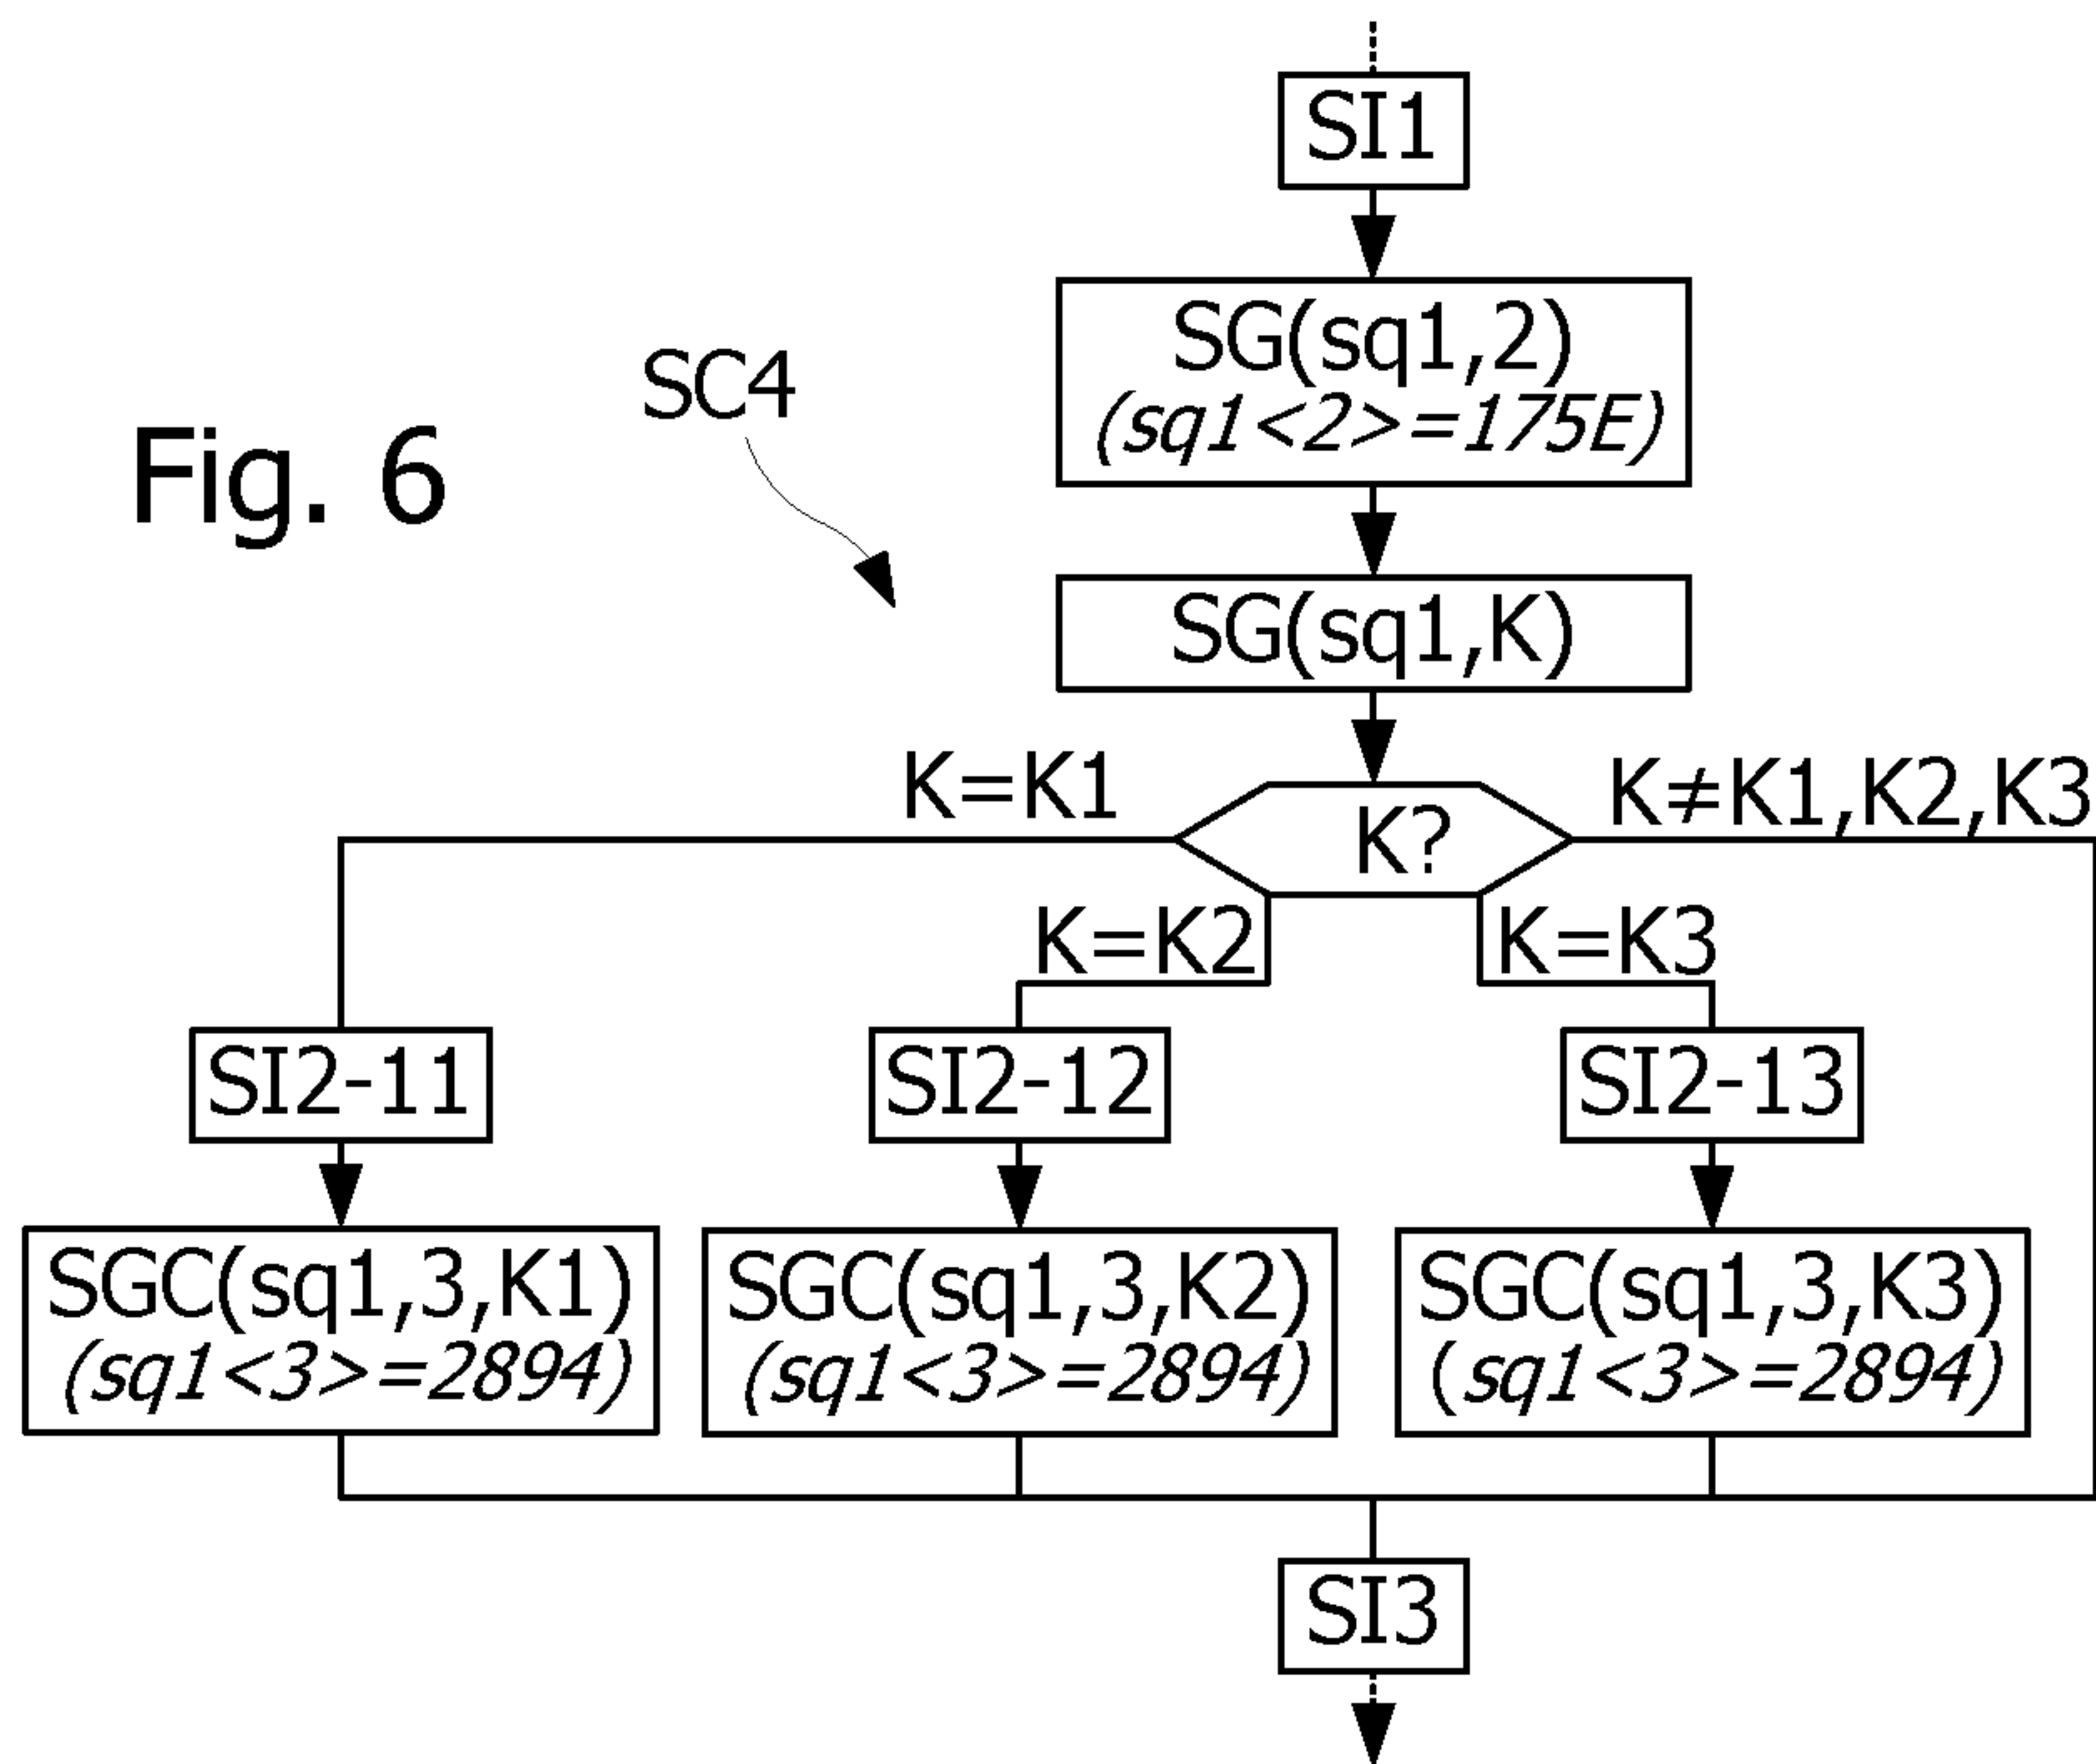 SI1
SG(sq1,2)
(sq1<2>=175E)
SC4
Fig. 6
SG(sq1,K)
K=K1
K?
K≠K1,K2,K3
K=K2
K=K3
SI2-11
SI2-12
SI2-13
SGC(sq1,3,K1)
(sq1<3>=2894)
SGC(sq1,3,K2)
(sq1<3>=2894)
SGC(sq1,3,K3)
(sq1<3>=2894)
SI3